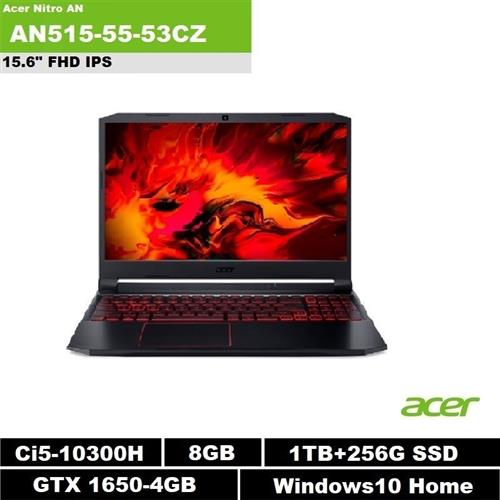 Acer Nitro AN
AN515-55-53CZ
15.6" FHD IPS
acer
acer
Ci5-10300H 8GB 1TB+256G SSD
GTX 1650-4GB Windows10 Home